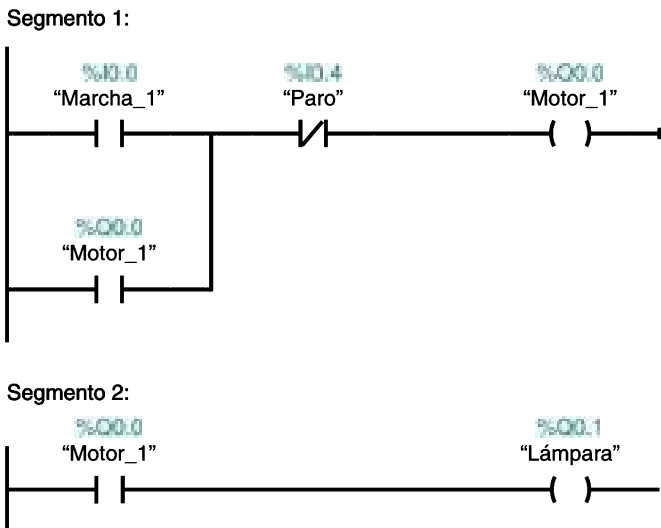 Segmento 1:
%I0.0 %I0.4 %Q0.0
“Marcha_1” “Paro” “Motor_1”
%Q0.0
“Motor_1”
Segmento 2:
%Q0.0 %Q0.1
“Motor_1” “Lámpara”